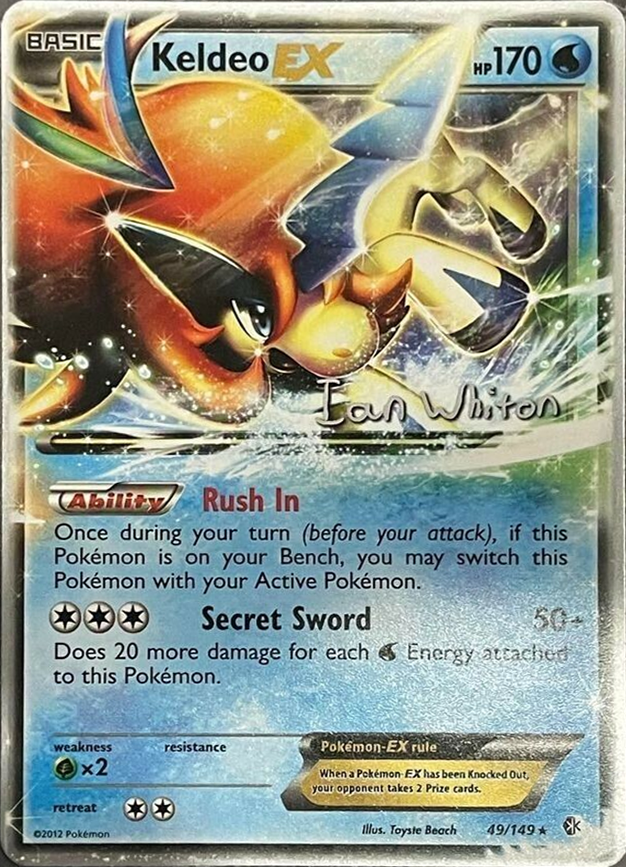 BASIC Keldeo EX HP170
Ian Whiton
Ability Rush In
Once during your turn (before your attack), if this
Pokémon is on your Bench, you may switch this
Pokémon with your Active Pokémon.
Secret Sword 50+
Does 20 more damage for each Energy attached
to this Pokémon.
weakness resistance
×2
retreat
Pokémon-EX rule
When a Pokémon-EX has been Knocked Out,
your opponent takes 2 Prize cards.
©2012 Pokémon Illus. Toyste Beach 49/149